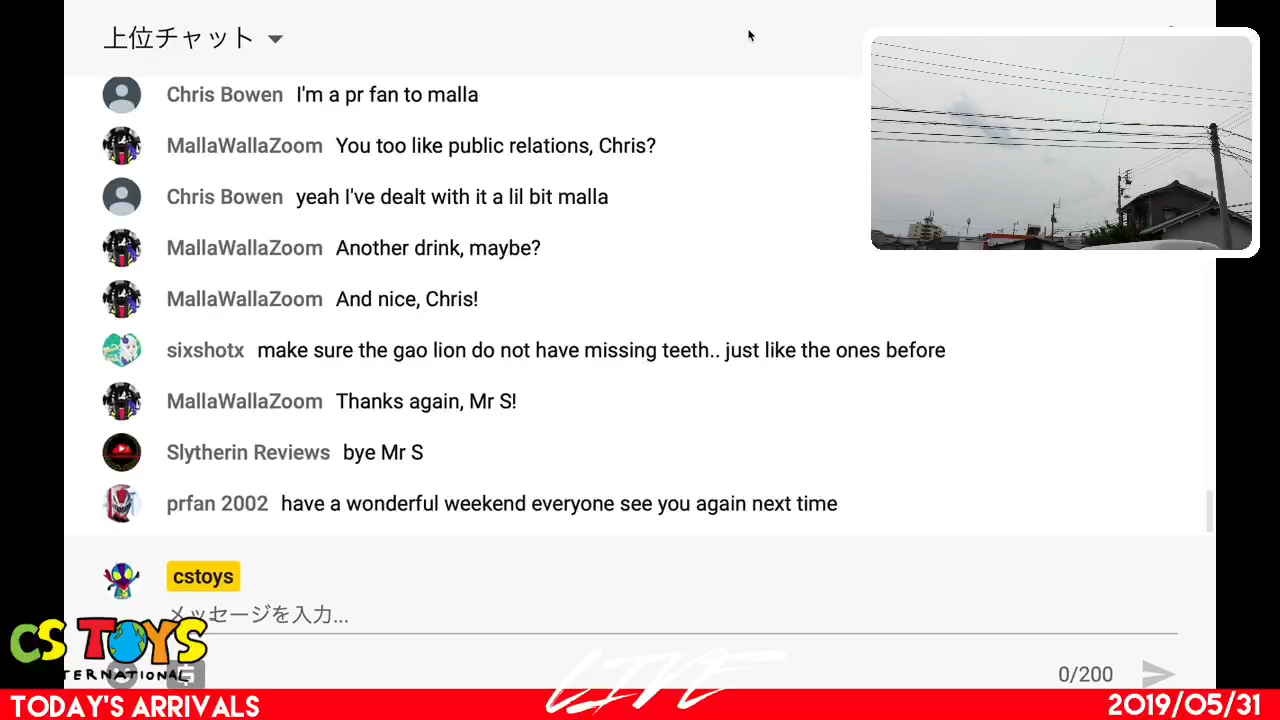 上位チャット
Chris Bowen I'm a pr fan to malla
MallaWallaZoom You too like public relations, Chris?
Chris Bowen yeah I've dealt with it a lil bit malla
MallaWallaZoom Another drink, maybe?
MallaWallaZoom And nice, Chris!
sixshotx make sure the gao lion do not have missing teeth.. just like the ones before
MallaWallaZoom Thanks again, Mr S!
Slytherin Reviews bye Mr S
prfan 2002 have a wonderful weekend everyone see you again next time
cstoys
メッセージを入力...
CS TOYS
INTERNATIONAL
LIVE
0/200
TODAY'S ARRIVALS
2019/05/31